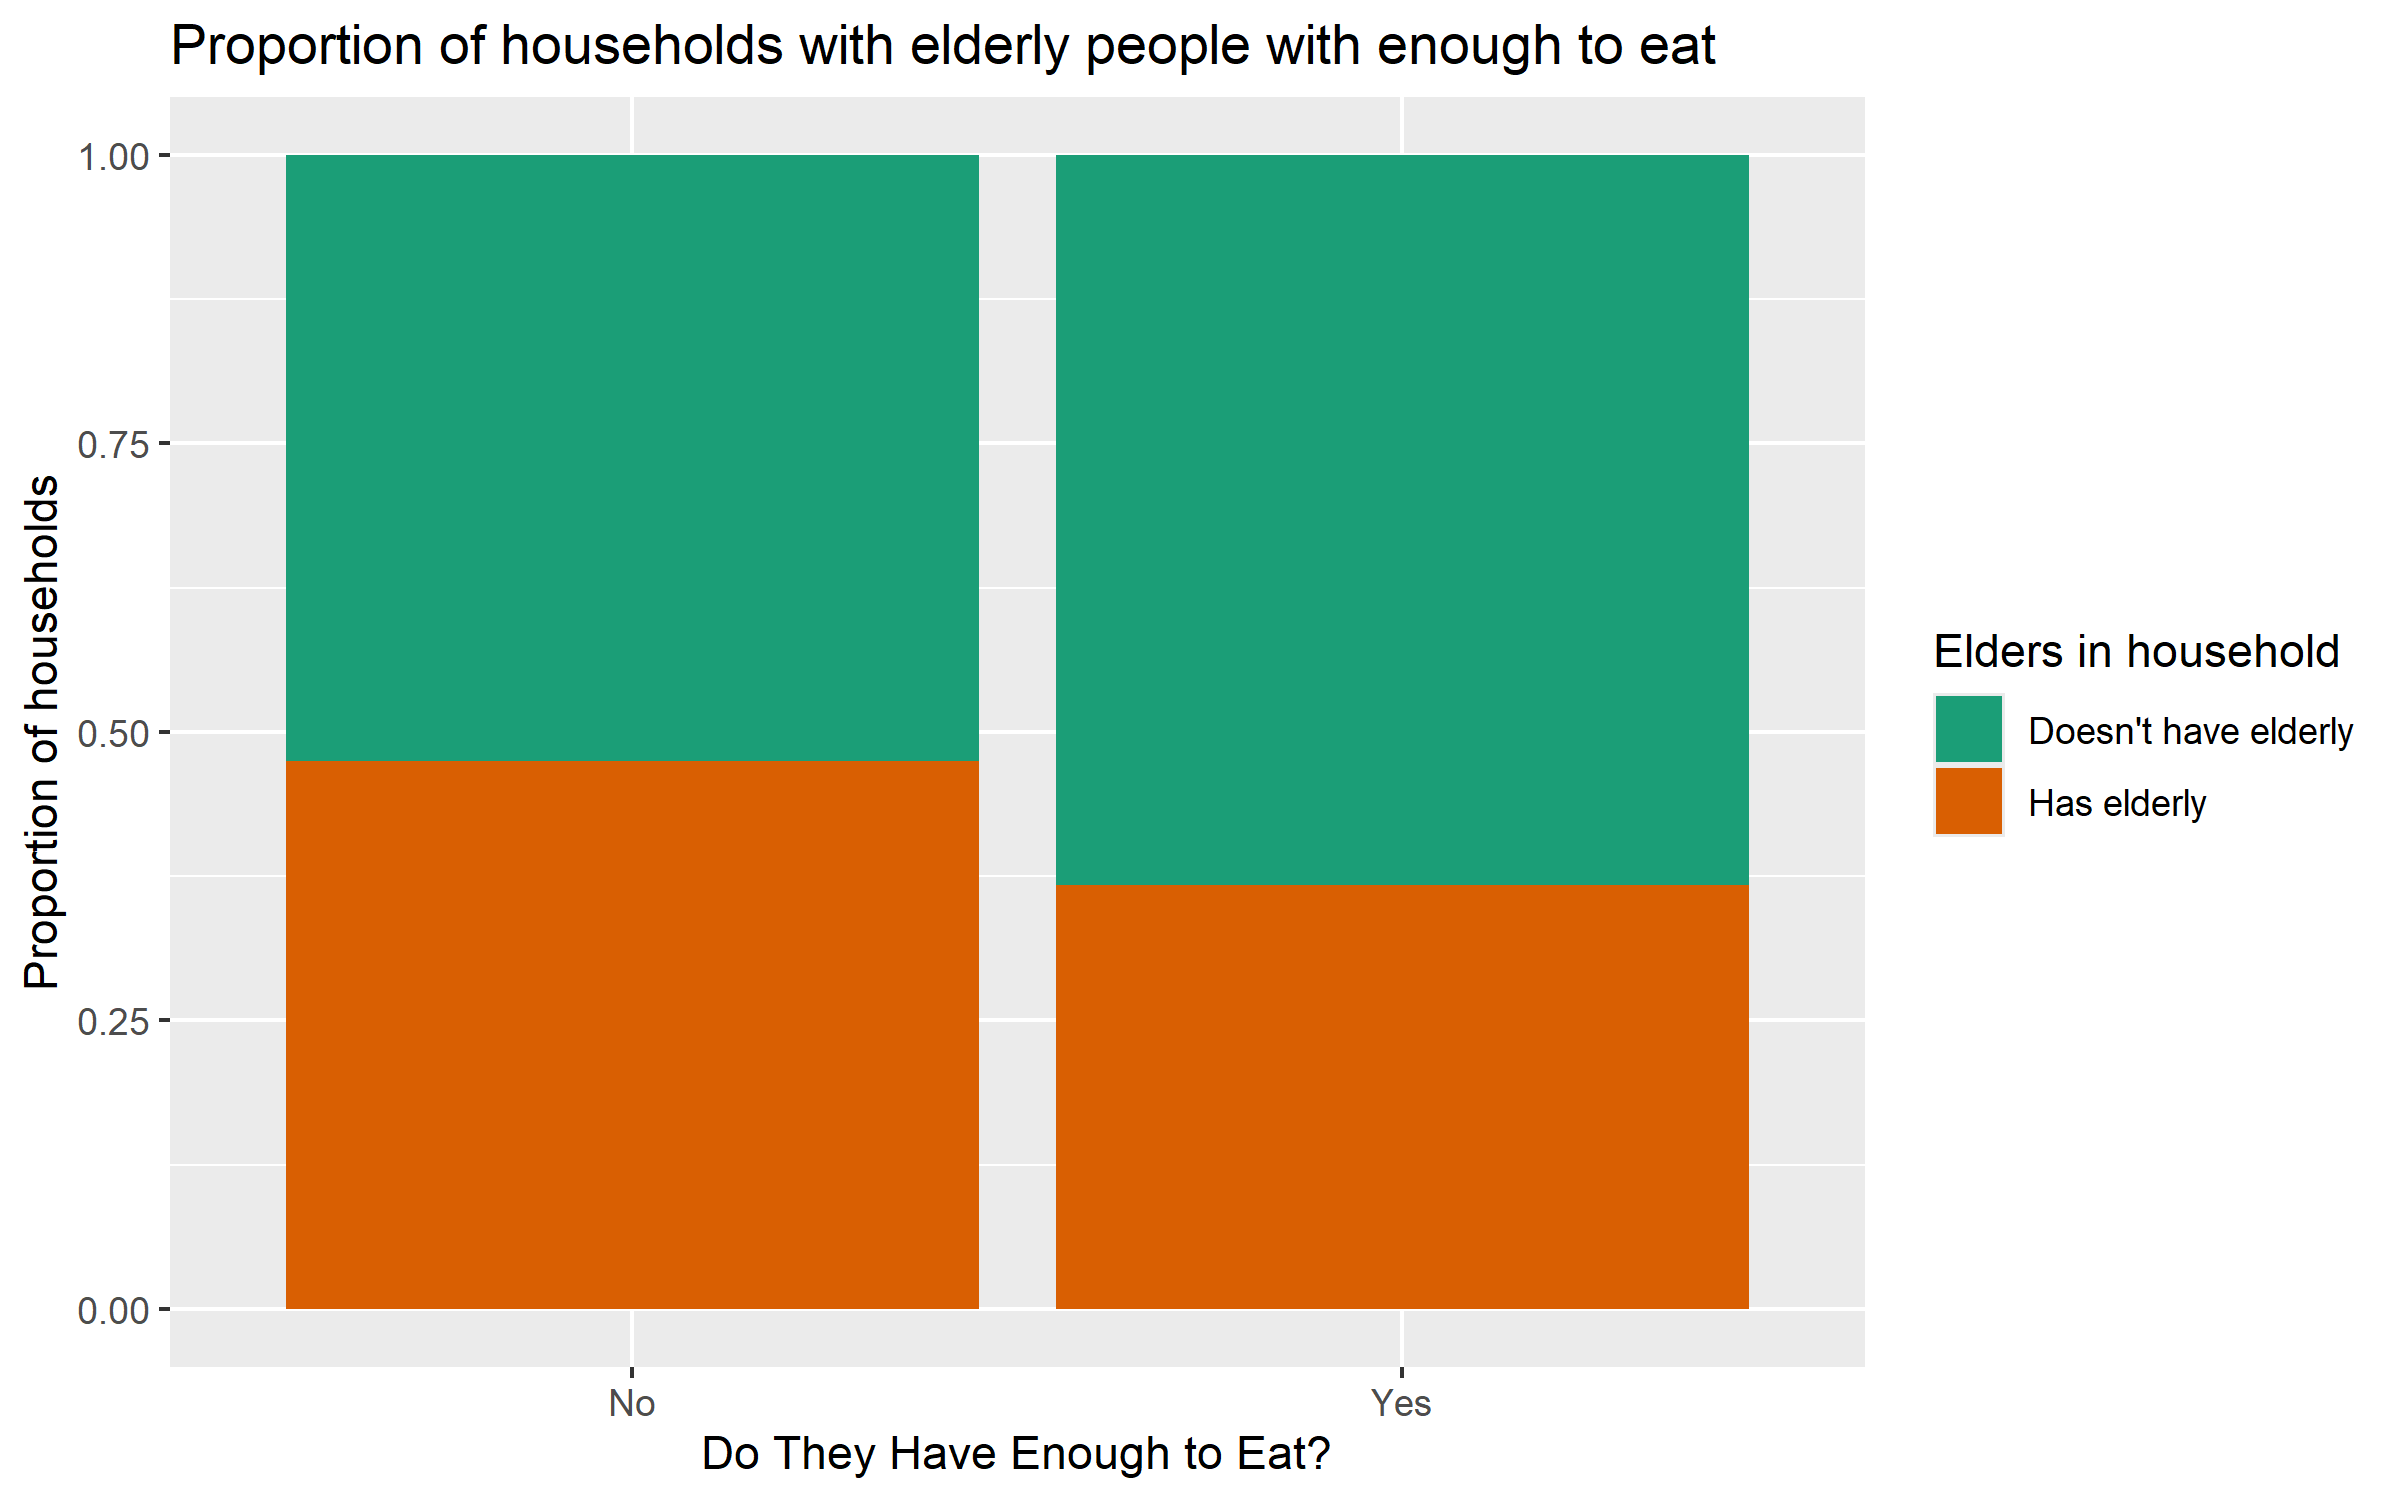 Proportion of households with elderly people with enough to eat
Proportion of households
1.00
0.75
0.50
0.25
0.00
No
Yes
Do They Have Enough to Eat?
Elders in household
Doesn't have elderly
Has elderly